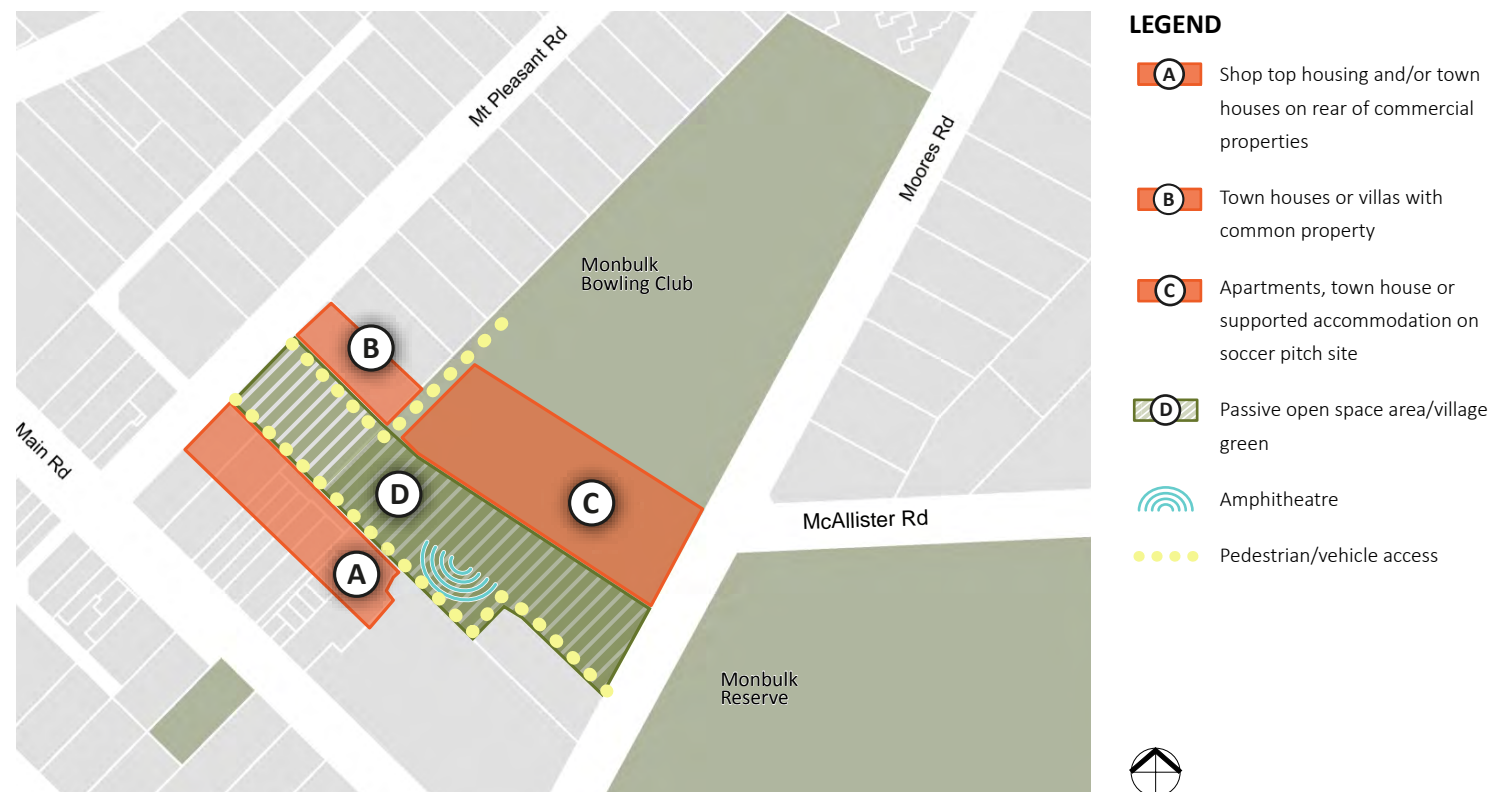 Mt Pleasant Rd
Moores Rd
Monbulk
Bowling Club
B
Main Rd
D
C
McAllister Rd
A
Monbulk
Reserve
LEGEND
A
Shop top housing and/or town
houses on rear of commercial
properties
B
Town houses or villas with
common property
C
Apartments, town house or
supported accommodation on
soccer pitch site
D
Passive open space area/village
green
Amphitheatre
Pedestrian/vehicle access